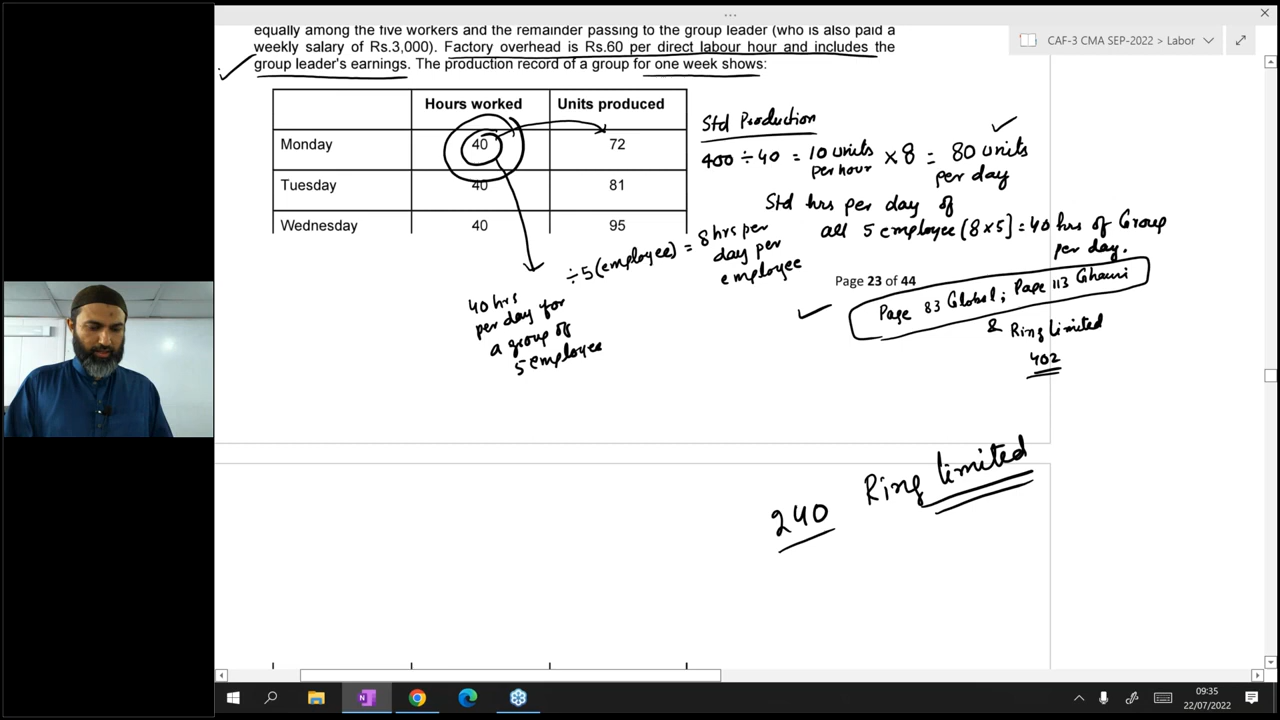 equally among the five workers and the remainder passing to the group leader (who is also paid a
weekly salary of Rs.3,000). Factory overhead is Rs.60 per direct labour hour and includes the
group leader's earnings. The production record of a group for one week shows:
CAF-3 CMA SEP-2022 > Labor
Hours worked Units produced
Monday 40 72
Tuesday 40 81
Wednesday 40 95
Std Production
400 ÷ 40 = 10 units per hour × 8 = 80 units per day
Std hrs per day of
all 5 employee (8 x 5] = 40 hrs of Group
per day.
40 hrs
per day for
a group of
5 employee
÷ 5 (employee) = 8 hrs per
day per
employee
Page 23 of 44
Page 83 Global; Page 113 Ghauri
& Ring Limited
402
Ring limited
240
09:35
22/07/2022